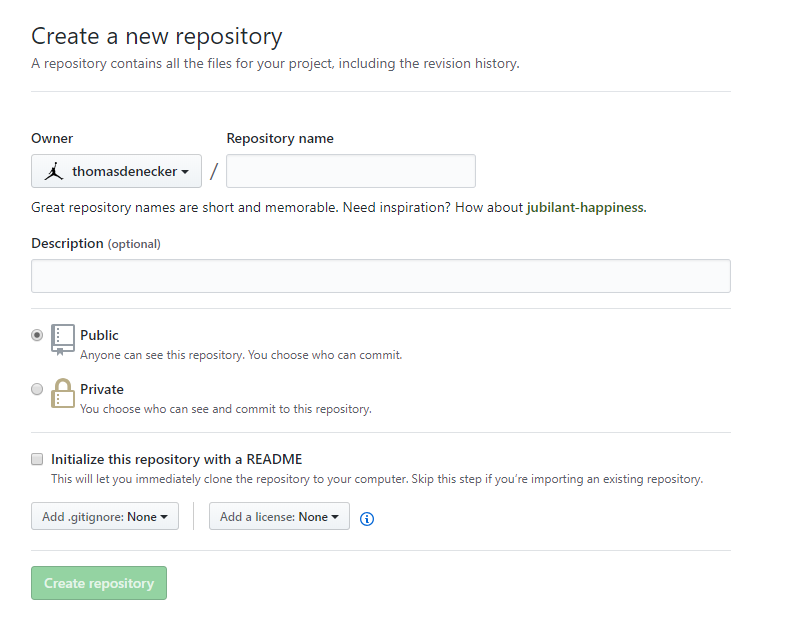 Create a new repository
A repository contains all the files for your project, including the revision history.
Owner
Repository name
thomasdenecker /
Great repository names are short and memorable. Need inspiration? How about jubilant-happiness.
Description (optional)
Public
Anyone can see this repository. You choose who can commit.
Private
You choose who can see and commit to this repository.
Initialize this repository with a README
This will let you immediately clone the repository to your computer. Skip this step if you’re importing an existing repository.
Add .gitignore: None
Add a license: None
Create repository